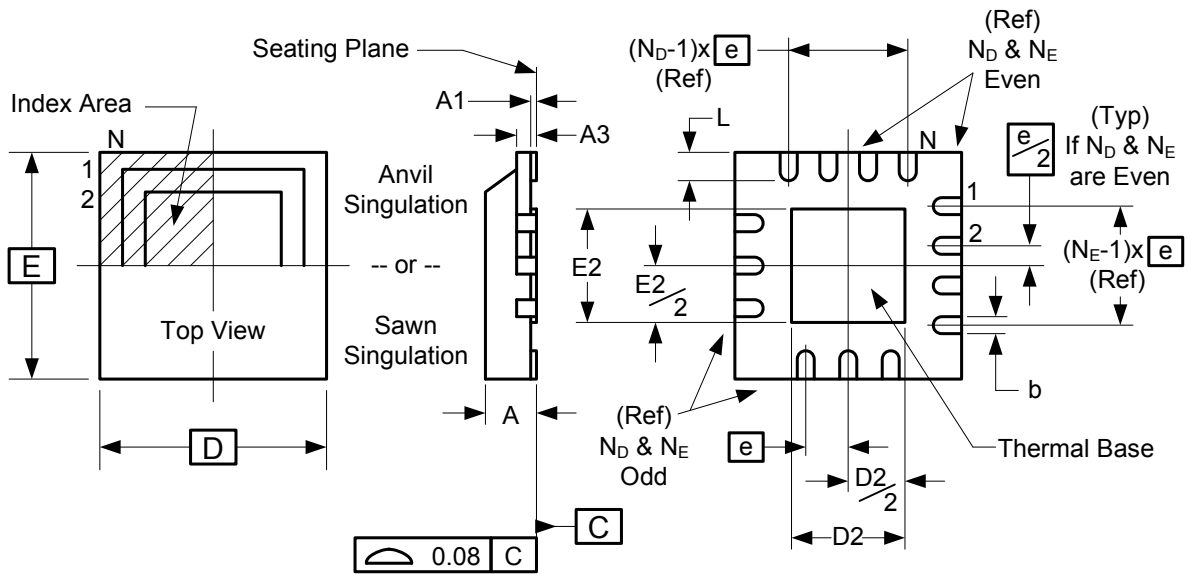 Seating Plane
Index Area
A1
A3
N
1
2
E
Top View
D
Anvil
Singulation
-- or --
Sawn
Singulation
A
0.08 C
C
(N_D-1)x e
(Ref)
L
(Ref)
N_D & N_E
Even
N
e/2
(Typ)
If N_D & N_E
are Even
1
2
(N_E-1)x e
(Ref)
E2
E2/2
b
(Ref)
N_D & N_E
Odd
e
Thermal Base
D2/2
D2